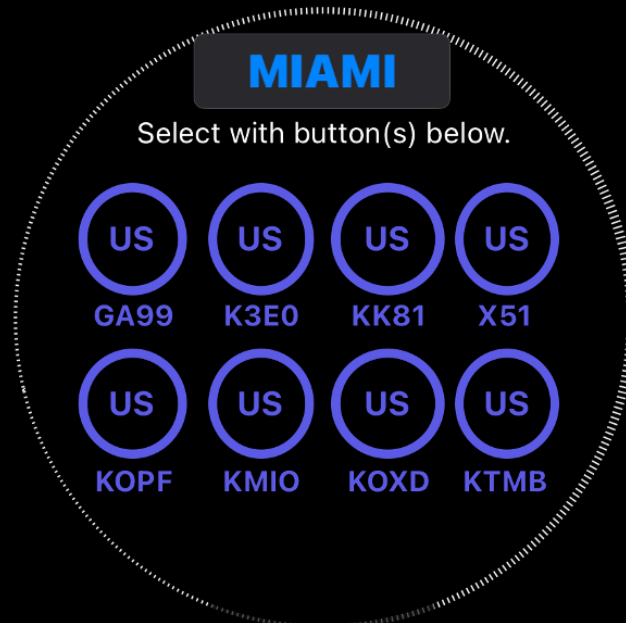 MIAMI
Select with button(s) below.
US US US US
GA99 K3E0 KK81 X51
US US US US
KOPF KMIO KOXD KTMB